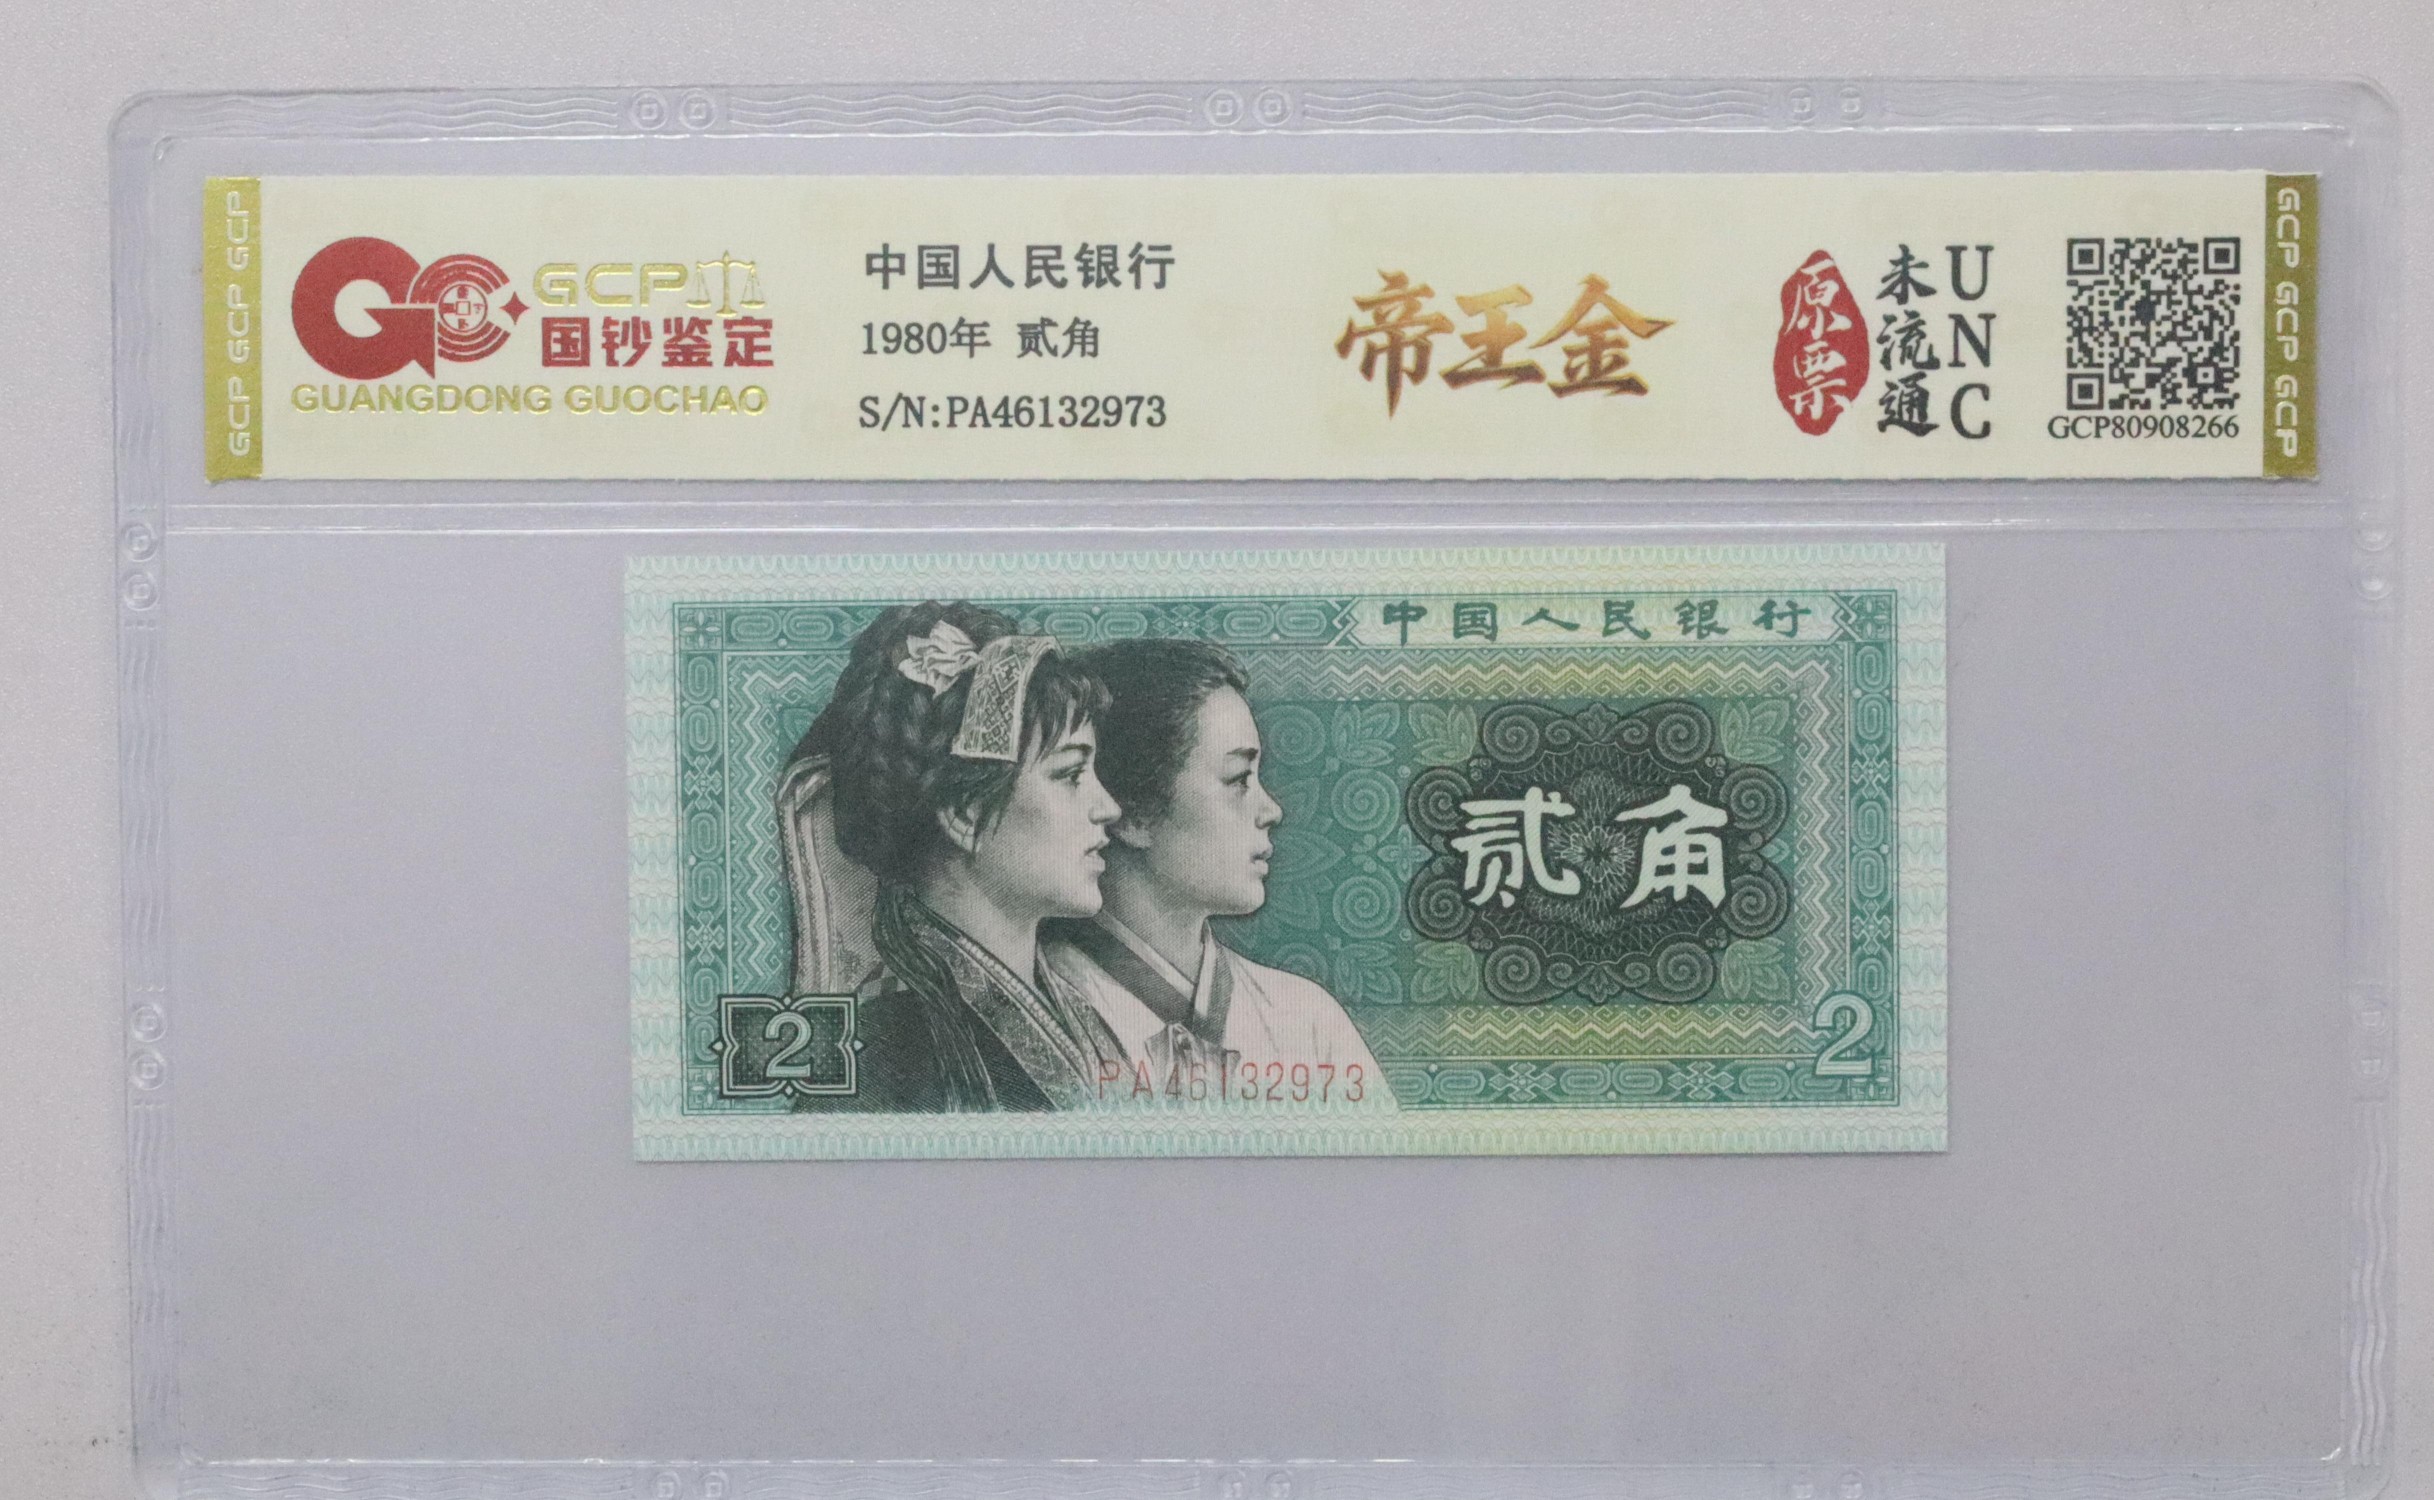 GCP GCP GCP
GCP
国钞鉴定
GUANGDONG GUOCHAO
中国人民银行
1980年 贰角
S/N:PA46132973
帝王金
原票
未流通
UNC
GCP80908266
GCP GCP GCP
中国人民银行
贰角
2
2
PA46132973